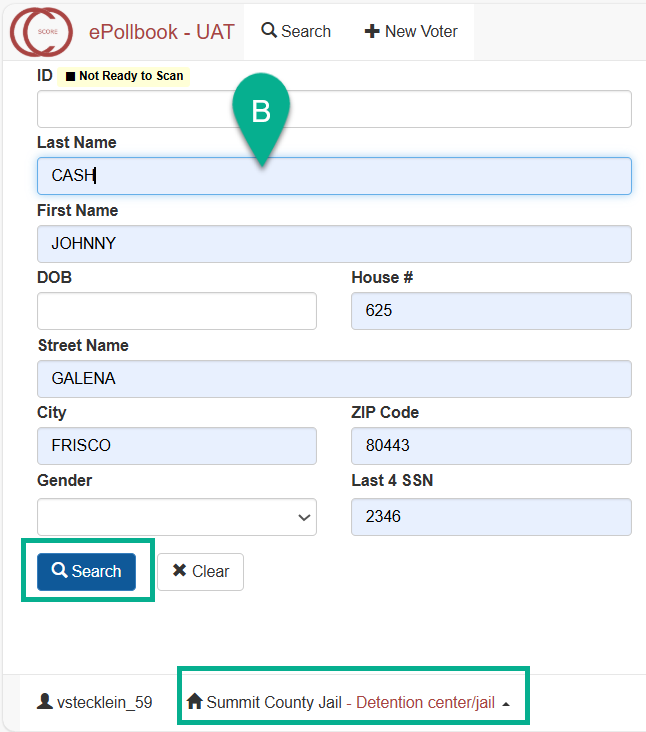 SCORE ePollbook - UAT Search New Voter
ID Not Ready to Scan
B
Last Name
CASH
First Name
JOHNNY
DOB House #
625
Street Name
GALENA
City ZIP Code
FRISCO 80443
Gender Last 4 SSN
2346
Search Clear
vstecklein_59 Summit County Jail - Detention center/jail